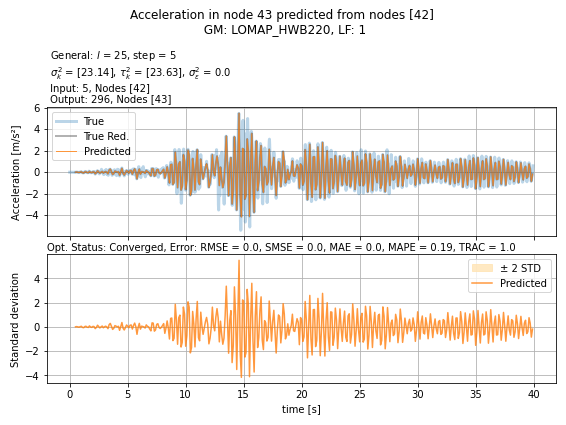 Acceleration in node 43 predicted from nodes [42]
GM: LOMAP_HWB220, LF: 1
General: l = 25, step = 5
σ²ₖ = [23.14], τ²ₖ = [23.63], σ²ε = 0.0
Input: 5, Nodes [42]
Output: 296, Nodes [43]
Acceleration [m/s²]
6
4
2
0
−2
−4
True
True Red.
Predicted
Opt. Status: Converged, Error: RMSE = 0.0, SMSE = 0.0, MAE = 0.0, MAPE = 0.19, TRAC = 1.0
Standard deviation
4
2
0
−2
−4
± 2 STD
Predicted
0 5 10 15 20 25 30 35 40
time [s]